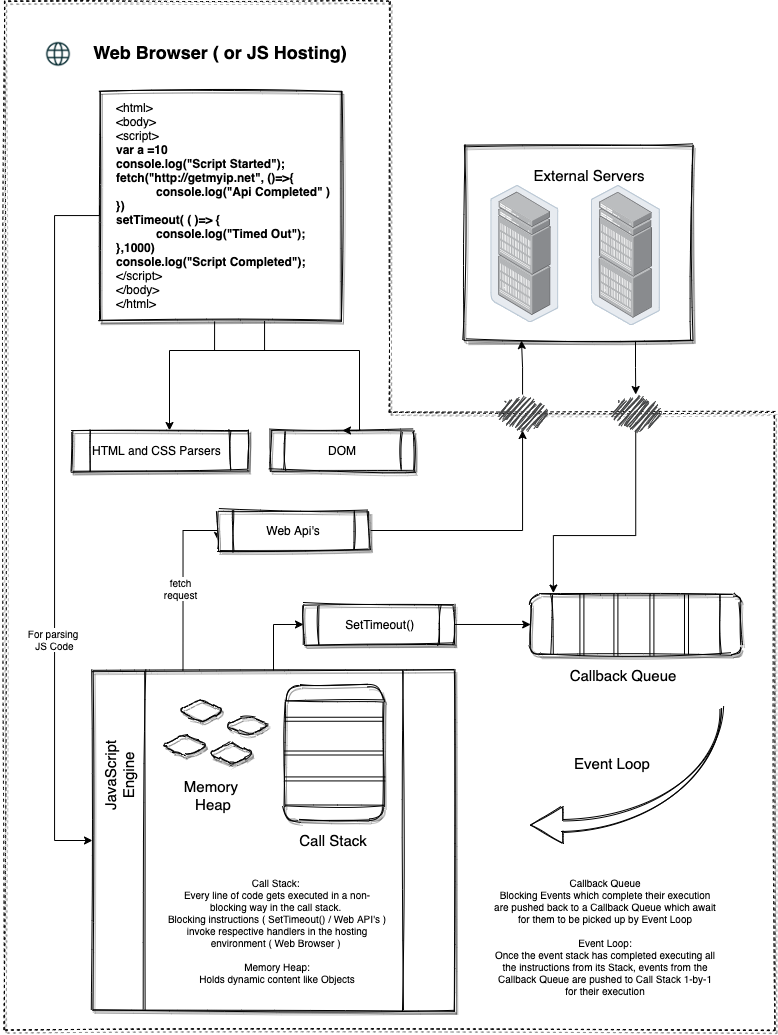 Web Browser ( or JS Hosting)
<html>
<body>
<script>
var a =10
console.log("Script Started");
fetch("http://getmyip.net", ()=>{
console.log("Api Completed" )
})
setTimeout( ( )=> {
console.log("Timed Out");
},1000)
console.log("Script Completed");
</script>
</body>
</html>
External Servers
HTML and CSS Parsers
DOM
Web Api's
fetch
request
SetTimeout()
For parsing
JS Code
Callback Queue
JavaScript
Engine
Memory
Heap
Call Stack
Event Loop
Call Stack:
Every line of code gets executed in a non-
blocking way in the call stack.
Blocking instructions ( SetTimeout() / Web API's )
invoke respective handlers in the hosting
environment ( Web Browser )
Memory Heap:
Holds dynamic content like Objects
Callback Queue
Blocking Events which complete their execution
are pushed back to a Callback Queue which await
for them to be picked up by Event Loop
Event Loop:
Once the event stack has completed executing all
the instructions from its Stack, events from the
Callback Queue are pushed to Call Stack 1-by-1
for their execution